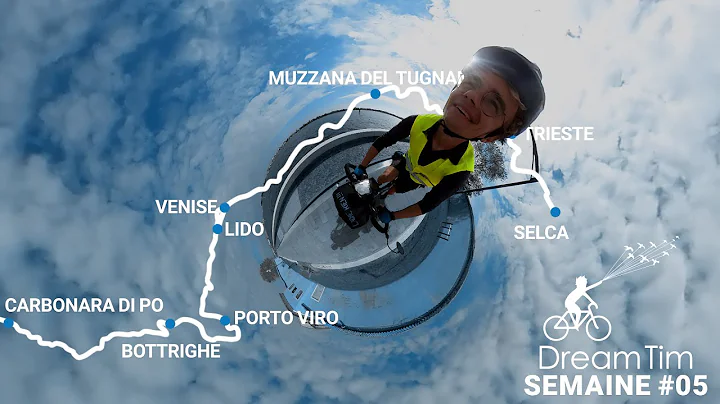 MUZZANA DEL TUGNA
TRIESTE
VENISE
LIDO
SELCA
CARBONARA DI PO
PORTO VIRO
BOTTRIGHE
DreamTim
SEMAINE #05